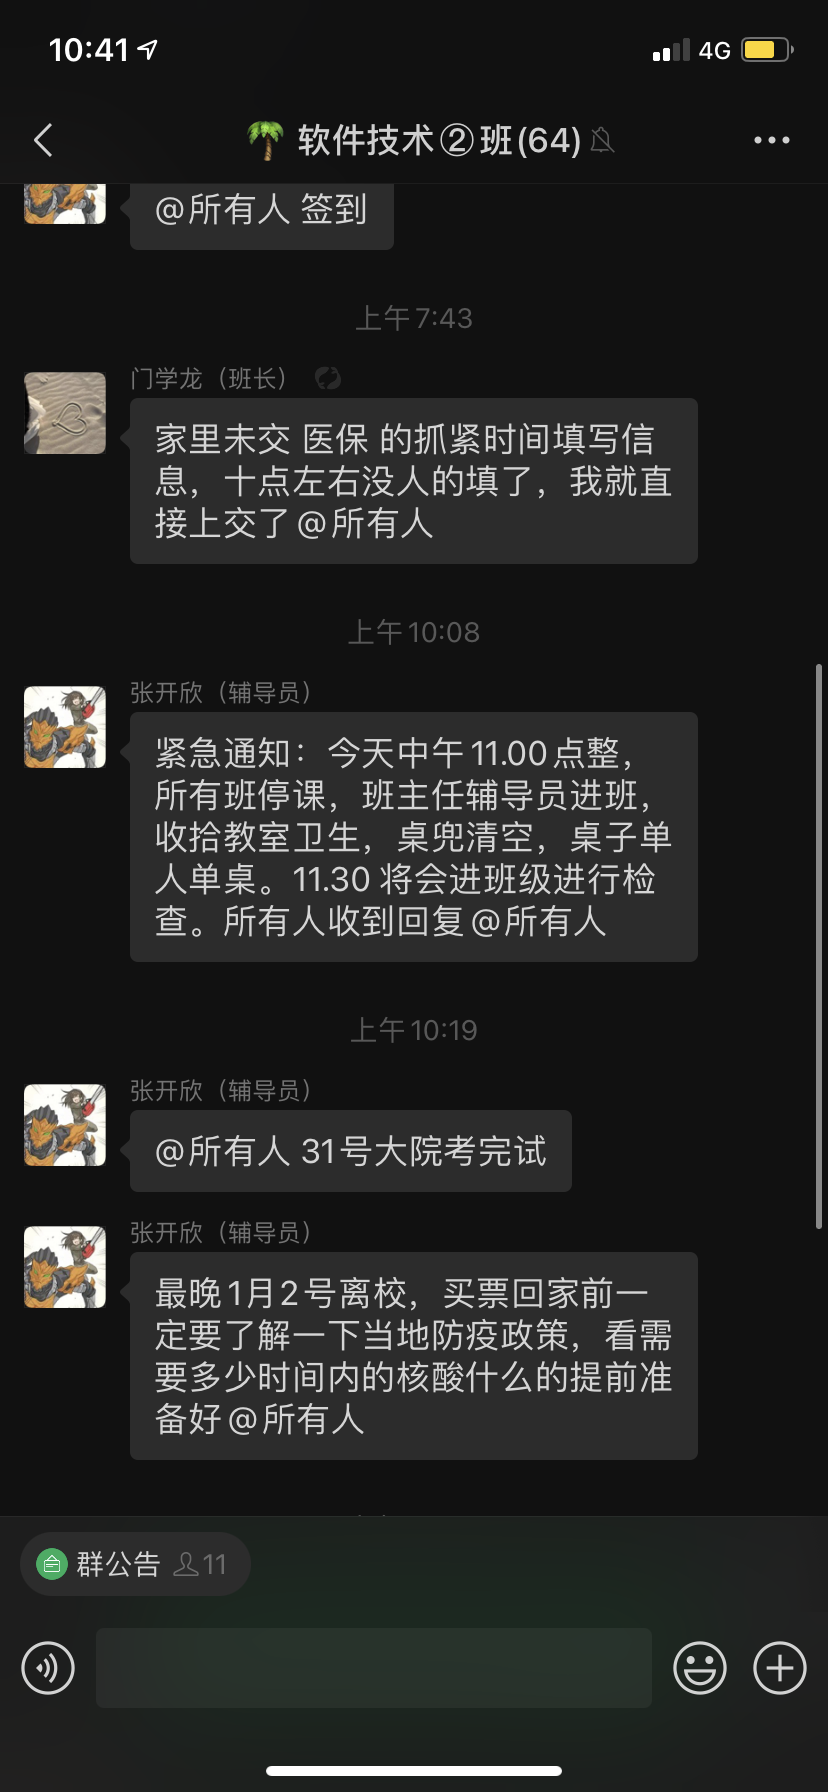 10:41
4G
软件技术②班(64)
@所有人 签到
上午7:43
门学龙（班长）
家里未交 医保 的抓紧时间填写信
息，十点左右没人的填了，我就直
接上交了@所有人
上午10:08
张开欣（辅导员）
紧急通知：今天中午11.00点整，
所有班停课，班主任辅导员进班，
收拾教室卫生，桌兜清空，桌子单
人单桌。11.30 将会进班级进行检
查。所有人收到回复@所有人
上午10:19
张开欣（辅导员）
@所有人 31号大院考完试
张开欣（辅导员）
最晚1月2号离校，买票回家前一
定要了解一下当地防疫政策，看需
要多少时间内的核酸什么的提前准
备好@所有人
群公告 11